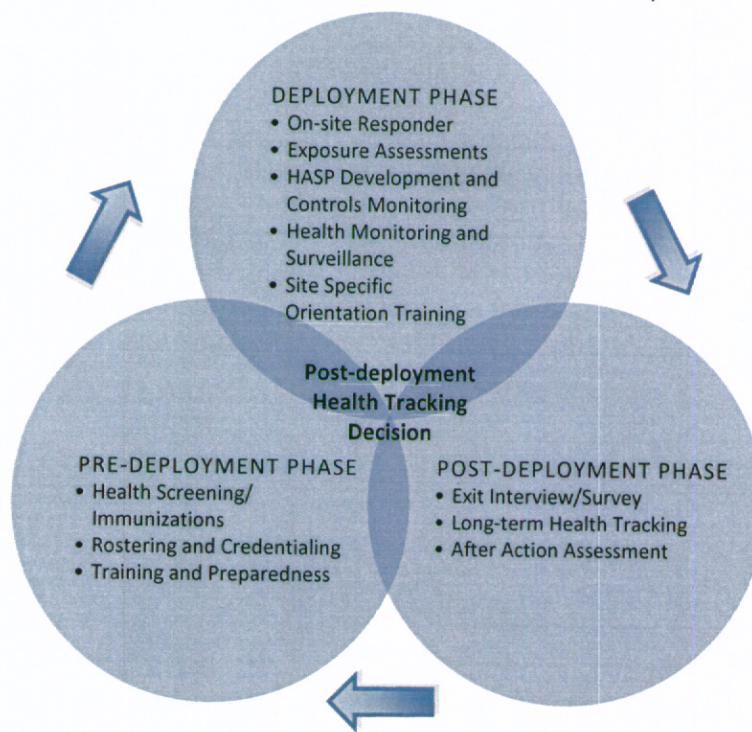 DEPLOYMENT PHASE
• On-site Responder
• Exposure Assessments
• HASP Development and
Controls Monitoring
• Health Monitoring and
Surveillance
• Site Specific
Orientation Training
Post-deployment
Health Tracking
Decision
PRE-DEPLOYMENT PHASE
• Health Screening/
Immunizations
• Rostering and Credentialing
• Training and Preparedness
POST-DEPLOYMENT PHASE
• Exit Interview/Survey
• Long-term Health Tracking
• After Action Assessment